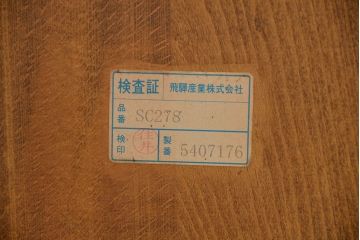 検査証 飛騨産業株式会社
品番 SC278
検印 製番 5407176